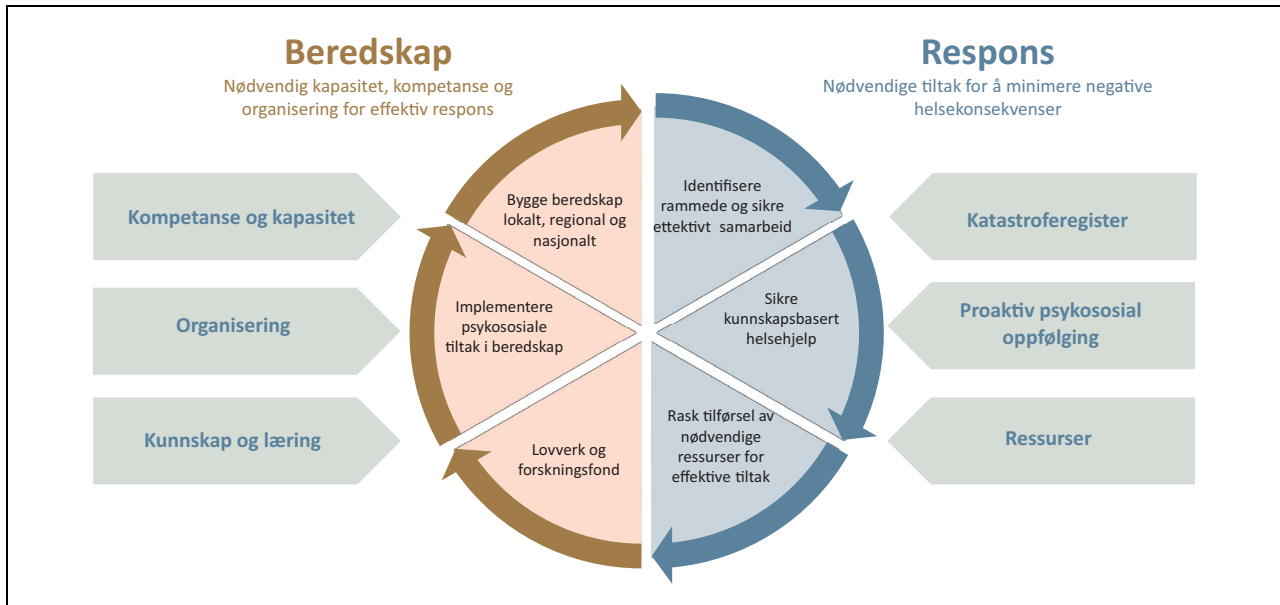 Beredskap
Nødvendig kapasitet, kompetanse og
organisering for effektiv respons
Respons
Nødvendige tiltak for å minimere negative
helsekonsekvenser
Kompetanse og kapasitet
Organisering
Kunnskap og læring
Bygge beredskap
lokalt, regional og
nasjonalt
Implementere
psykososiale
tiltak i beredskap
Lovverk og
forskningsfond
Identifisere
rammede og sikre
ettektivt samarbeid
Sikre
kunnskapsbasert
helsehjelp
Rask tilførsel av
nødvendige
ressurser for
effektive tiltak
Katastroferegister
Proaktiv psykososial
oppfølging
Ressurser